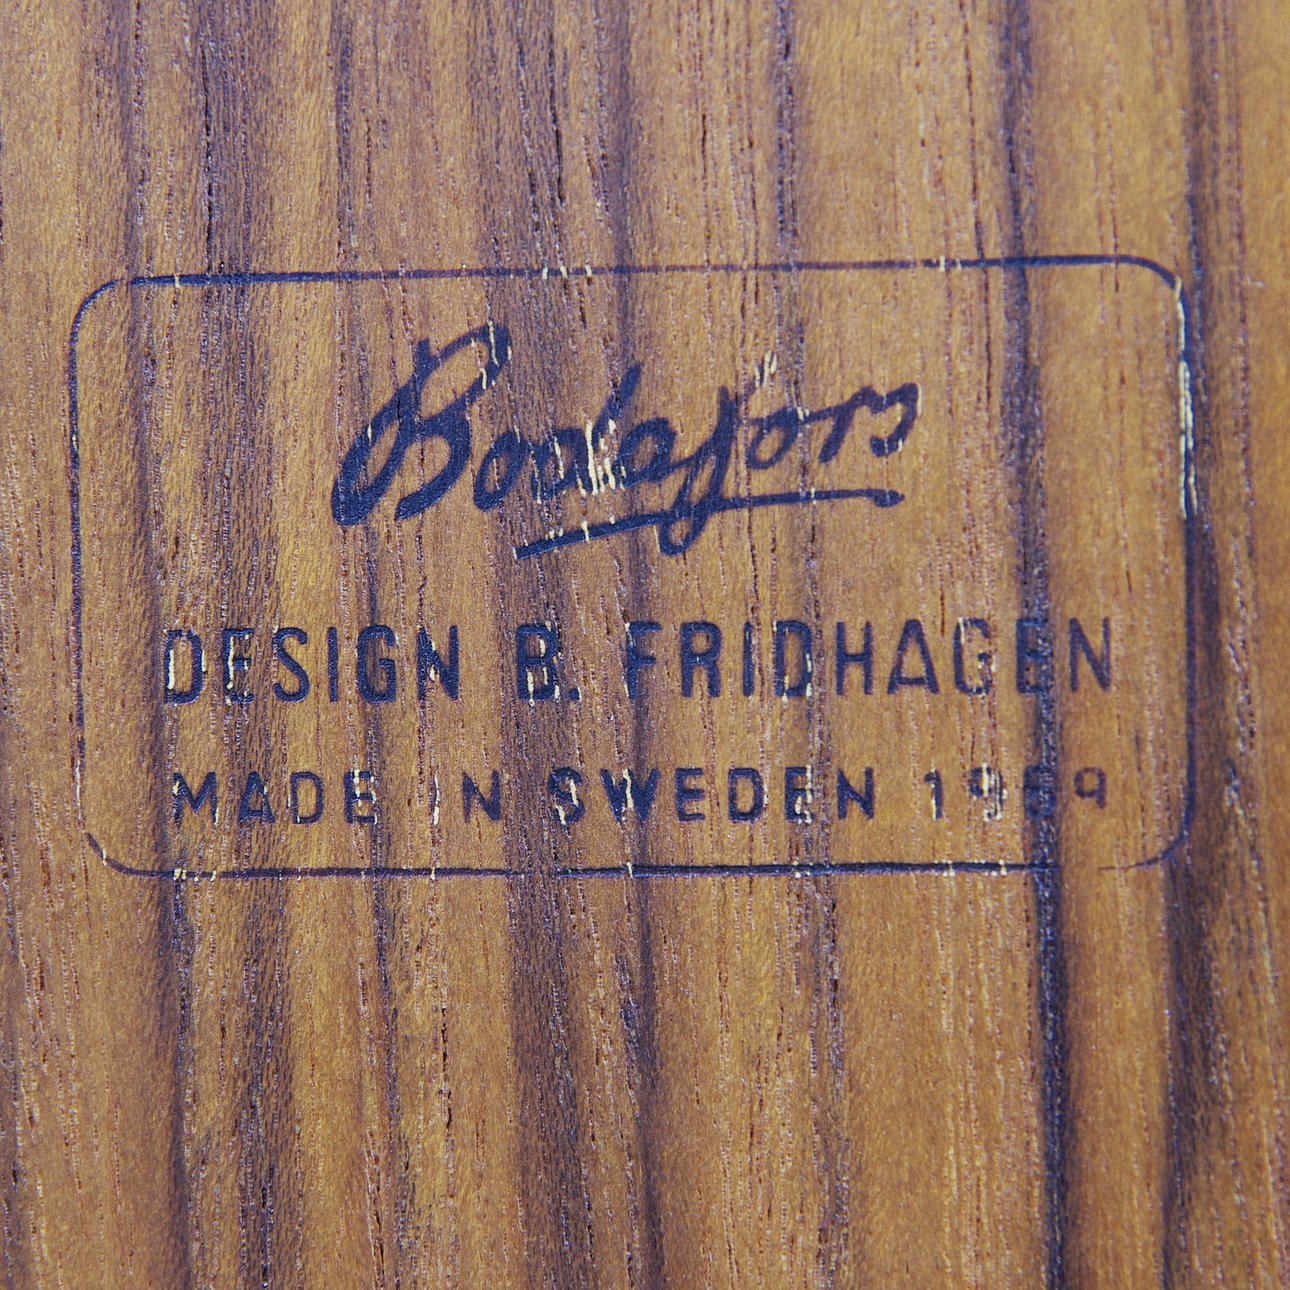 Bodafors
DESIGN B. FRIDHAGEN
MADE IN SWEDEN